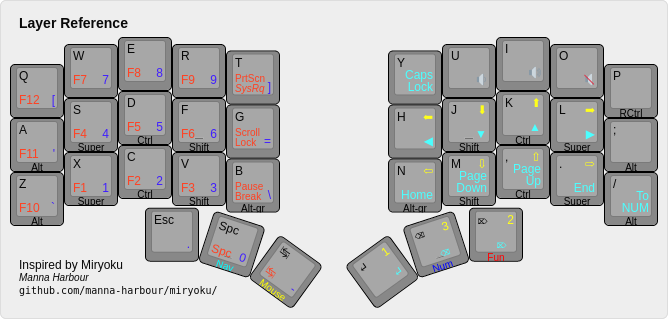 Layer Reference
Q
F12 [
W
F7 7
E
F8 8
R
F9 9
T
PrtScn
SysRq ]
Y
Caps
Lock
U
I
O
P
RCtrl
A
F11 '
Alt
S
F4 4
Super
D
F5 5
Ctrl
F
F6_ 6
Shift
G
Scroll
Lock =
H
J
_
Shift
K
Ctrl
L
Super
;
Alt
Z
F10 `
Alt
X
F1 1
Super
C
F2 2
Ctrl
V
F3 3
Shift
B
Pause
Break \
Alt-gr
N
Home
Alt-gr
M
Page
Down
Shift
,
Page
Up
Ctrl
.
End
Super
/
To
NUM
Alt
Esc
.
Spc
Spc 0
Nav
-
Mouse
1
3
Num
2
Fun
Inspired by Miryoku
Manna Harbour
github.com/manna-harbour/miryoku/